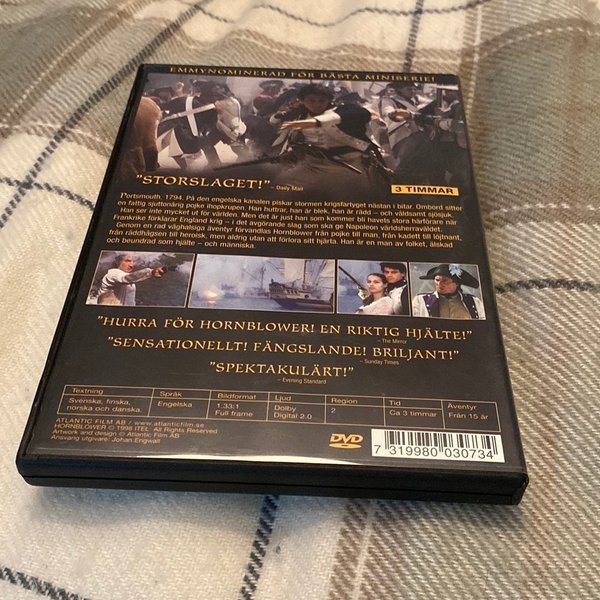 EMMYNOMINERAD FÖR BÄSTA MINISERIE!
"STORSLAGET!" – Daily Mail
3 TIMMAR
Portsmouth, 1794. På den engelska kanalen piskar stormen krigsfartyget nästan i bitar. Ombord sitter
en fattig sjuttonårig pojke ihopkrupen. Han huttrar, han är blek, han är rädd – och våldsamt sjösjuk.
Han ser inte mycket ut för världen. Men det är just han som kommer bli havets stora härförare när
Frankrike förklarar England krig – i det avgörande slag som ska ge Napoleon världsherraväldet.
Genom en rad våghalsiga äventyr förvandlas Hornblower från pojke till man, från kadett till löjtnant,
från räddhågsen till heroisk, men aldrig utan att förlora sitt hjärta. Han är en man av folket, älskad
och beundrad som hjälte – och människa.
"HURRA FÖR HORNBLOWER! EN RIKTIG HJÄLTE!"
– The Mirror
"SENSATIONELLT! FÄNGSLANDE! BRILJANT!"
– Sunday Times
"SPEKTAKULÄRT!"
– Evening Standard
Textning Språk Bildformat Ljud Region Tid Äventyr
Svenska, finska, Engelska 1.33:1 Dolby 2 Ca 3 timmar Från 15 år
norska och danska. Full frame Digital 2.0
ATLANTIC FILM AB / www.atlanticfilm.se
HORNBLOWER © 1998 ITEL. All Rights Reserved
Artwork and design © Atlantic Film AB
Ansvarig utgivare: Johan Engwall
DVD
VIDEO
7 319980 030734